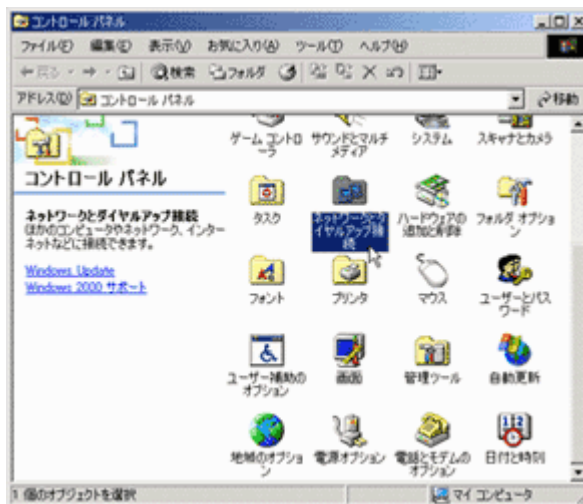 コントロール パネル
ファイル(F) 編集(E) 表示(V) お気に入り(A) ツール(T) ヘルプ(H)
戻る 検索 フォルダ
アドレス(D) コントロール パネル 移動
コントロール パネル
ネットワークとダイヤルアップ接続
ほかのコンピュータやネットワーク、インター
ネットなどに接続できます。
Windows Update
Windows 2000 サポート
ゲーム コントロ
ーラ
サウンドとマルチ
メディア
システム
スキャナとカメラ
タスク
ネットワークとダ
イヤルアップ接
続
ハードウェアの
追加と削除
フォルダ オプショ
ン
フォント
プリンタ
マウス
ユーザーとパス
ワード
ユーザー補助の
オプション
画面
管理ツール
自動更新
地域のオプショ
ン
電源オプション
電話とモデムの
オプション
日付と時刻
1 個のオブジェクトを選択
マイ コンピュータ